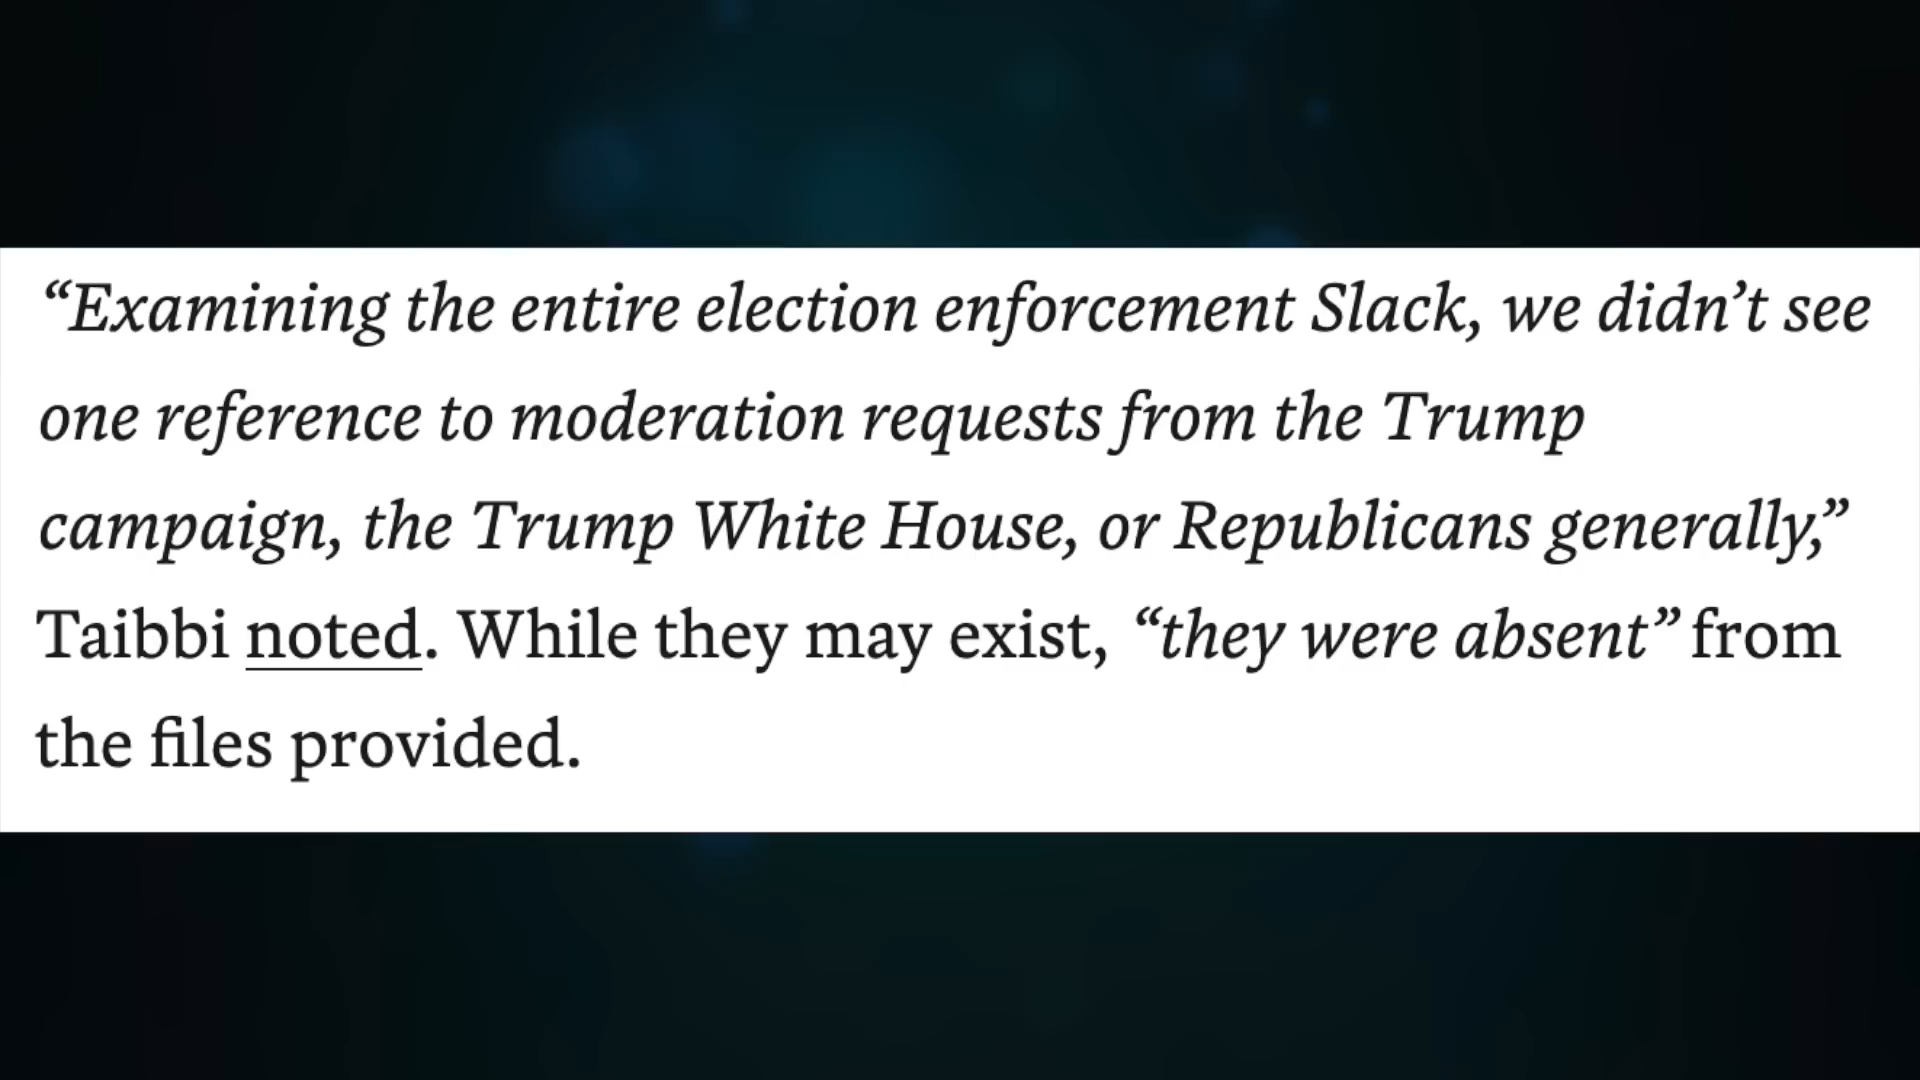 “Examining the entire election enforcement Slack, we didn’t see
one reference to moderation requests from the Trump
campaign, the Trump White House, or Republicans generally,”
Taibbi noted. While they may exist, “they were absent” from
the files provided.